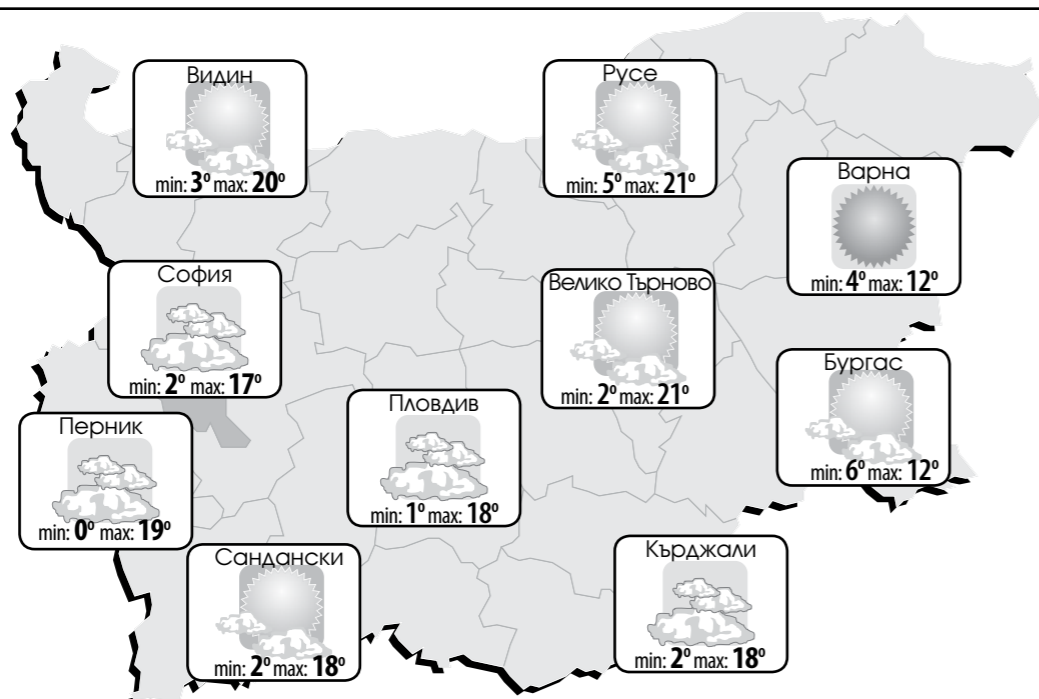 Видин
min: 3° max: 20°
Русе
min: 5° max: 21°
Варна
min: 4° max: 12°
София
min: 2° max: 17°
Велико Търново
min: 2° max: 21°
Бургас
min: 6° max: 12°
Пловдив
min: 1° max: 18°
Перник
min: 0° max: 19°
Сандански
min: 2° max: 18°
Кърджали
min: 2° max: 18°